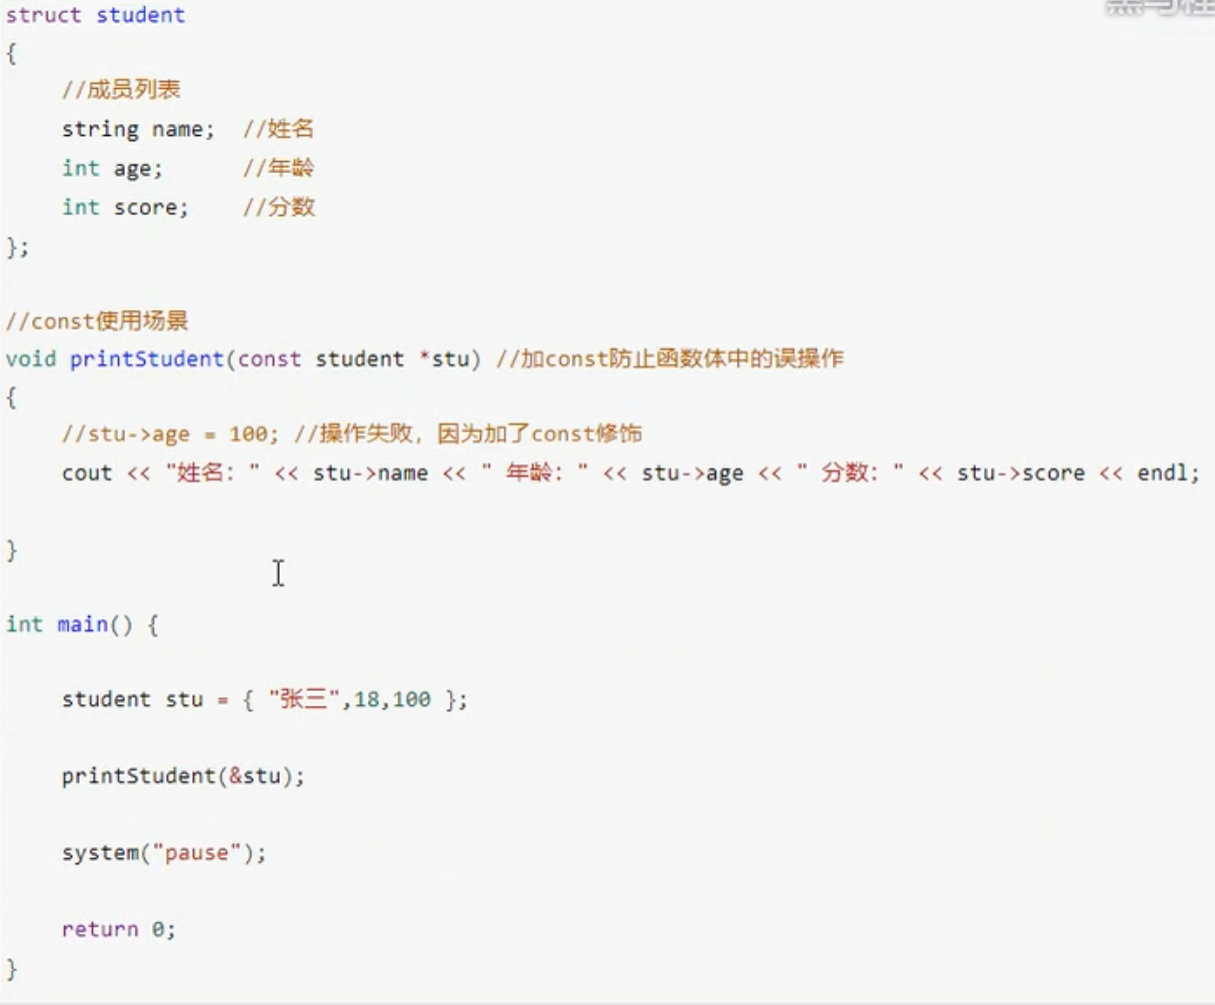 struct student
{
    //成员列表
    string name;  //姓名
    int age;      //年龄
    int score;    //分数
};
//const使用场景
void printStudent(const student *stu) //加const防止函数体中的误操作
{
    //stu->age = 100; //操作失败，因为加了const修饰
    cout << "姓名：" << stu->name << " 年龄：" << stu->age << " 分数：" << stu->score << endl;
}
int main() {
    student stu = { "张三",18,100 };
    printStudent(&stu);
    system("pause");
    return 0;
}